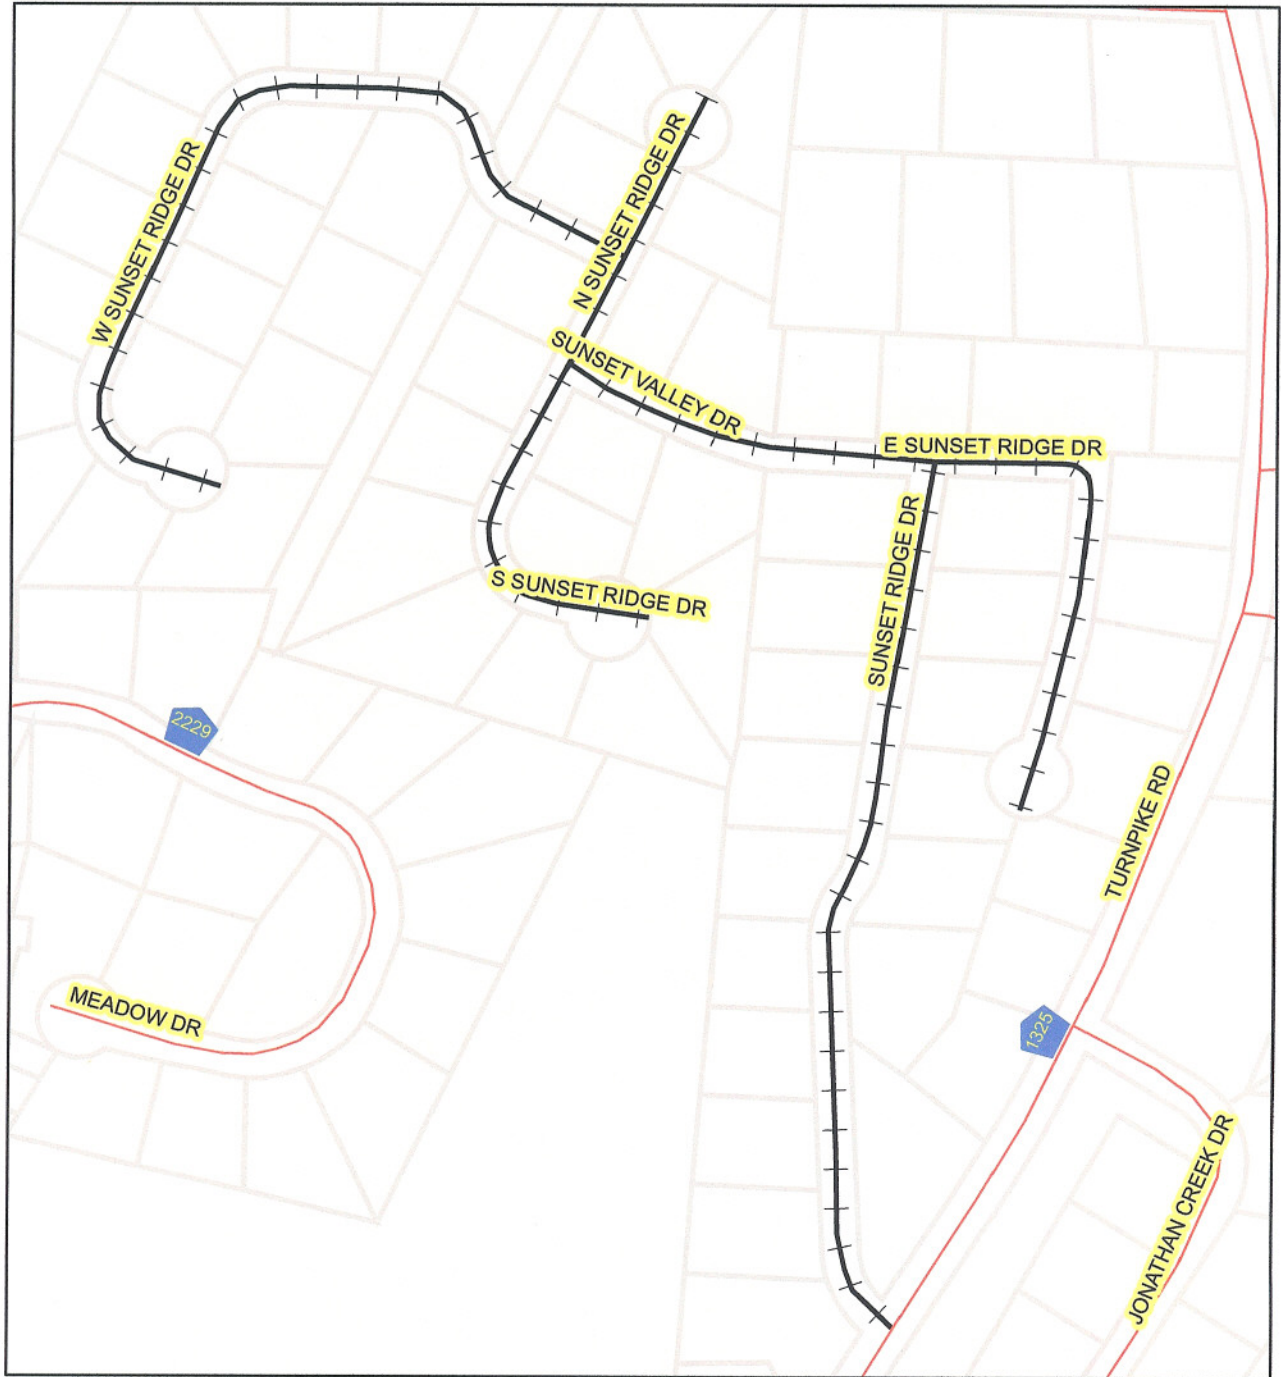 W SUNSET RIDGE DR
N SUNSET RIDGE DR
SUNSET VALLEY DR
E SUNSET RIDGE DR
SUNSET RIDGE DR
S SUNSET RIDGE DR
2229
TURNPIKE RD
MEADOW DR
1325
JONATHAN CREEK DR